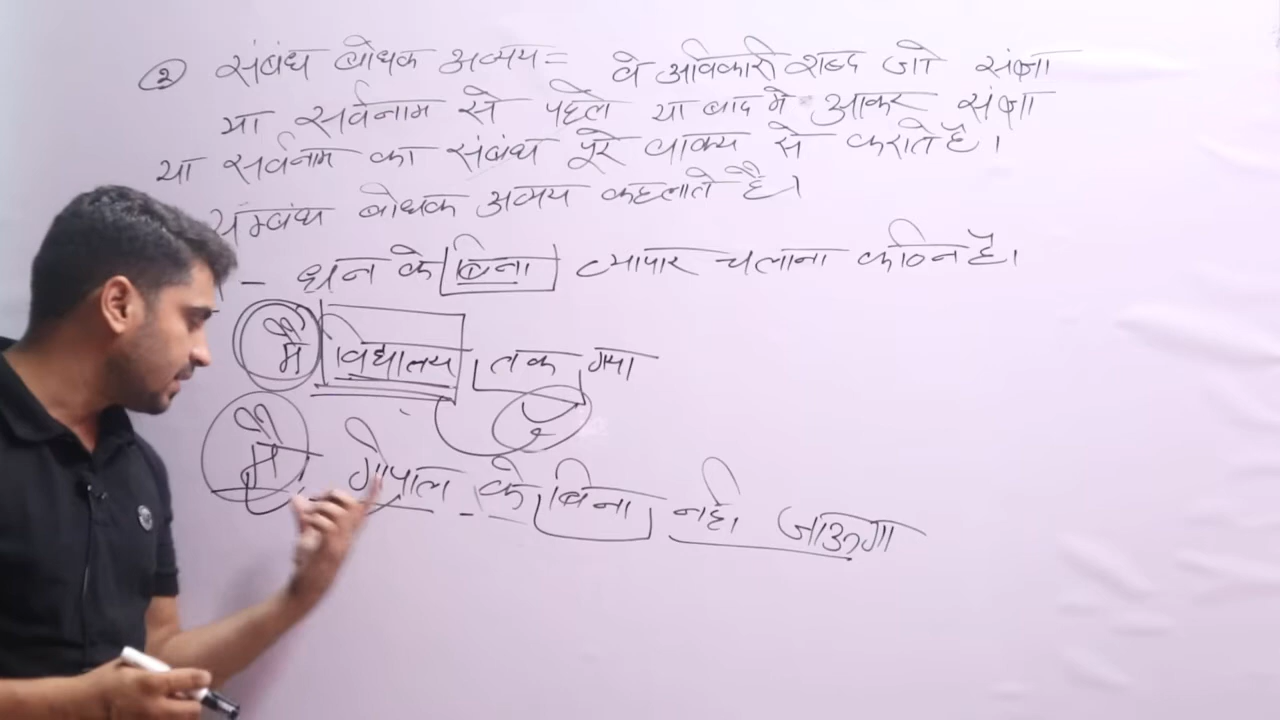 २ संबंध बोधक अव्यय = वे अविकारी शब्द जो संज्ञा
या सर्वनाम से पहले या बाद मे आकर संज्ञा
या सर्वनाम का संबंध पूरे वाक्य से कराते है।
सम्बंध बोधक अव्यय कहलाते है।
- धन के बिना व्यापार चलाना कठिन है।
मैं विद्यालय तक गया
मैं गोपाल के बिना नही जाऊगा